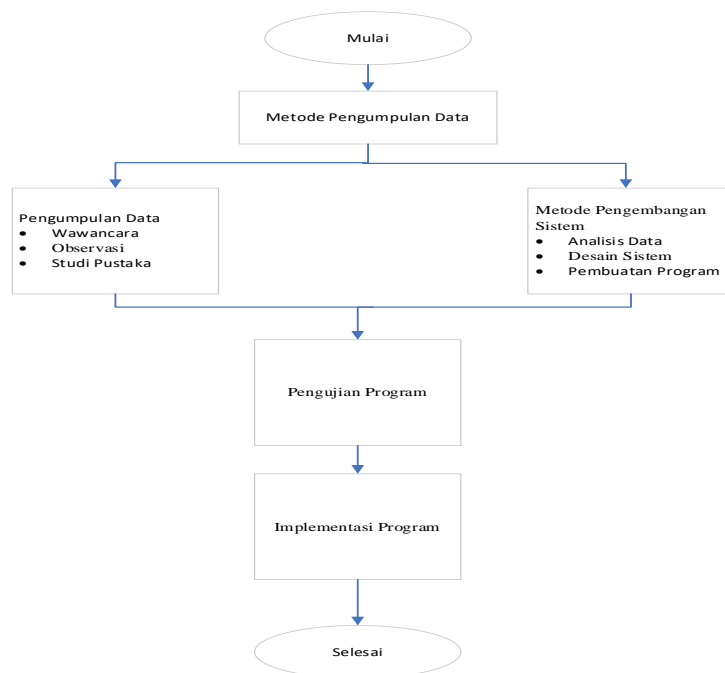 Mulai
Metode Pengumpulan Data
Pengumpulan Data
• Wawancara
• Observasi
• Studi Pustaka
Metode Pengembangan
Sistem
• Analisis Data
• Desain Sistem
• Pembuatan Program
Pengujian Program
Implementasi Program
Selesai